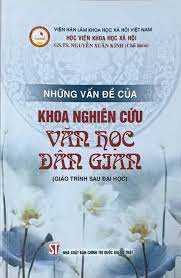 VIỆN HÀN LÂM KHOA HỌC XÃ HỘI VIỆT NAM
HỌC VIỆN KHOA HỌC XÃ HỘI
GS.TS. NGUYỄN XUÂN KÍNH (Chủ biên)
NHỮNG VẤN ĐỀ CỦA
KHOA NGHIÊN CỨU
VĂN HỌC
DÂN GIAN
(GIÁO TRÌNH SAU ĐẠI HỌC)
ST
NHÀ XUẤT BẢN CHÍNH TRỊ QUỐC GIA SỰ THẬT